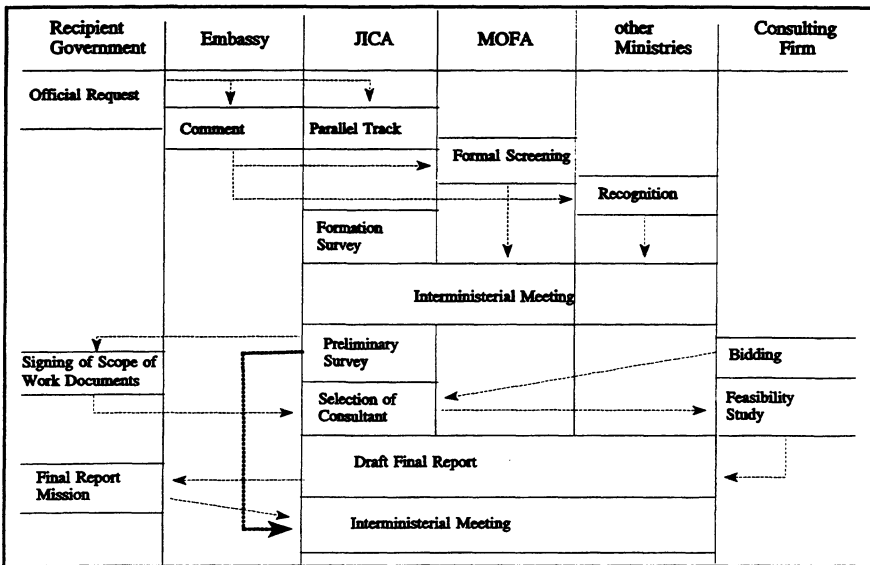 Recipient
Government
Embassy
JICA
MOFA
other
Ministries
Consulting
Firm
Official Request
Comment
Parallel Track
Formal Screening
Recognition
Formation
Survey
Interministerial Meeting
Preliminary
Survey
Bidding
Signing of Scope of
Work Documents
Selection of
Consultant
Feasibility
Study
Draft Final Report
Final Report
Mission
Interministerial Meeting